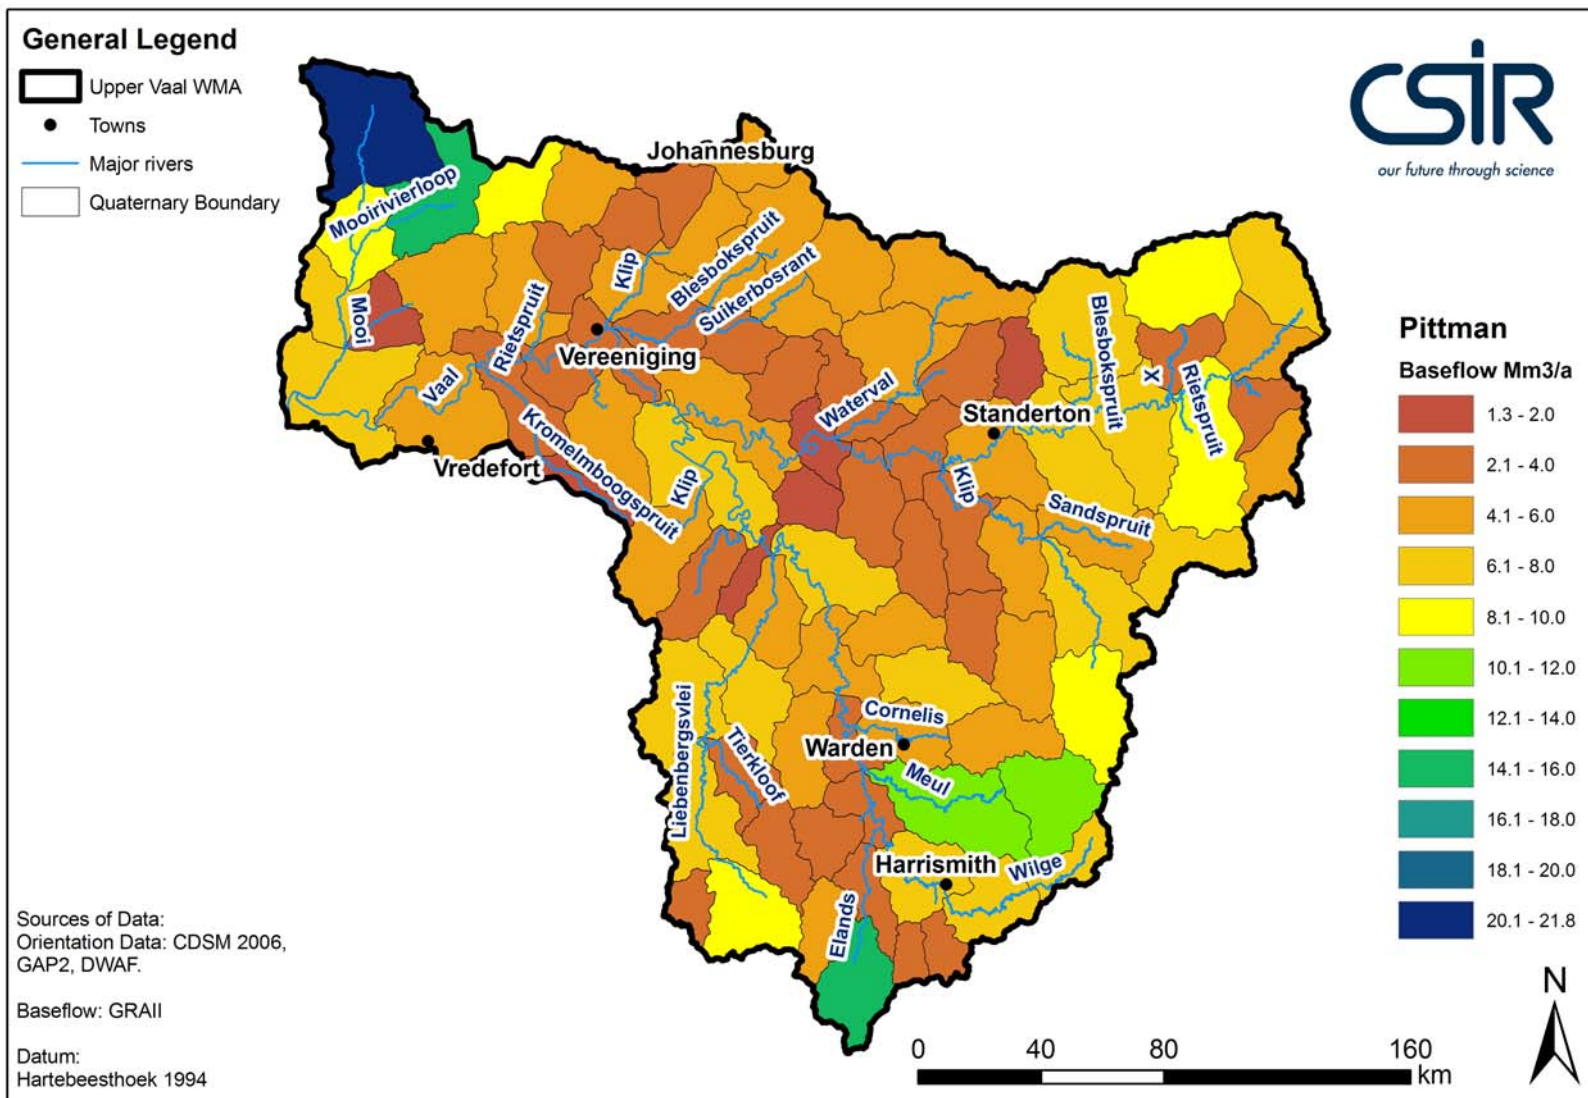 General Legend
Upper Vaal WMA
Towns
Major rivers
Quaternary Boundary
CSIR
our future through science
Johannesburg
Mooirivierloop
Klip
Blesbokspruit
Suikerbosrant
Mooi
Rietspruit
Vereeniging
Vaal
Waterval
Blesbokspruit
X
Rietspruit
Standerton
Kromelmboogspruit
Vredefort
Klip
Klip
Sandspruit
Liebenbergsvlei
Tierkloof
Cornelis
Warden
Meul
Harrismith
Wilge
Elands
Pittman
Baseflow Mm3/a
1.3 - 2.0
2.1 - 4.0
4.1 - 6.0
6.1 - 8.0
8.1 - 10.0
10.1 - 12.0
12.1 - 14.0
14.1 - 16.0
16.1 - 18.0
18.1 - 20.0
20.1 - 21.8
Sources of Data:
Orientation Data: CDSM 2006,
GAP2, DWAF.
Baseflow: GRAII
Datum:
Hartebeesthoek 1994
0 40 80 160
km
N